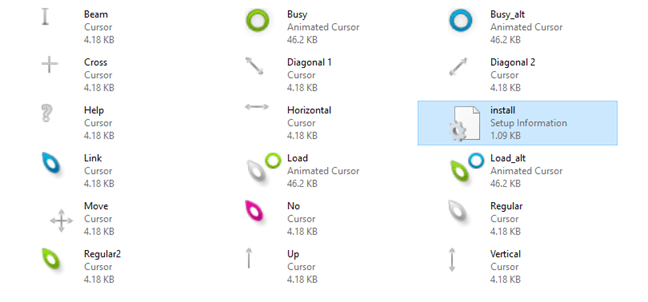 Beam
Cursor
4.18 KB
Busy
Animated Cursor
46.2 KB
Busy_alt
Animated Cursor
46.2 KB
Cross
Cursor
4.18 KB
Diagonal 1
Cursor
4.18 KB
Diagonal 2
Cursor
4.18 KB
Help
Cursor
4.18 KB
Horizontal
Cursor
4.18 KB
install
Setup Information
1.09 KB
Link
Cursor
4.18 KB
Load
Animated Cursor
46.2 KB
Load_alt
Animated Cursor
46.2 KB
Move
Cursor
4.18 KB
No
Cursor
4.18 KB
Regular
Cursor
4.18 KB
Regular2
Cursor
4.18 KB
Up
Cursor
4.18 KB
Vertical
Cursor
4.18 KB